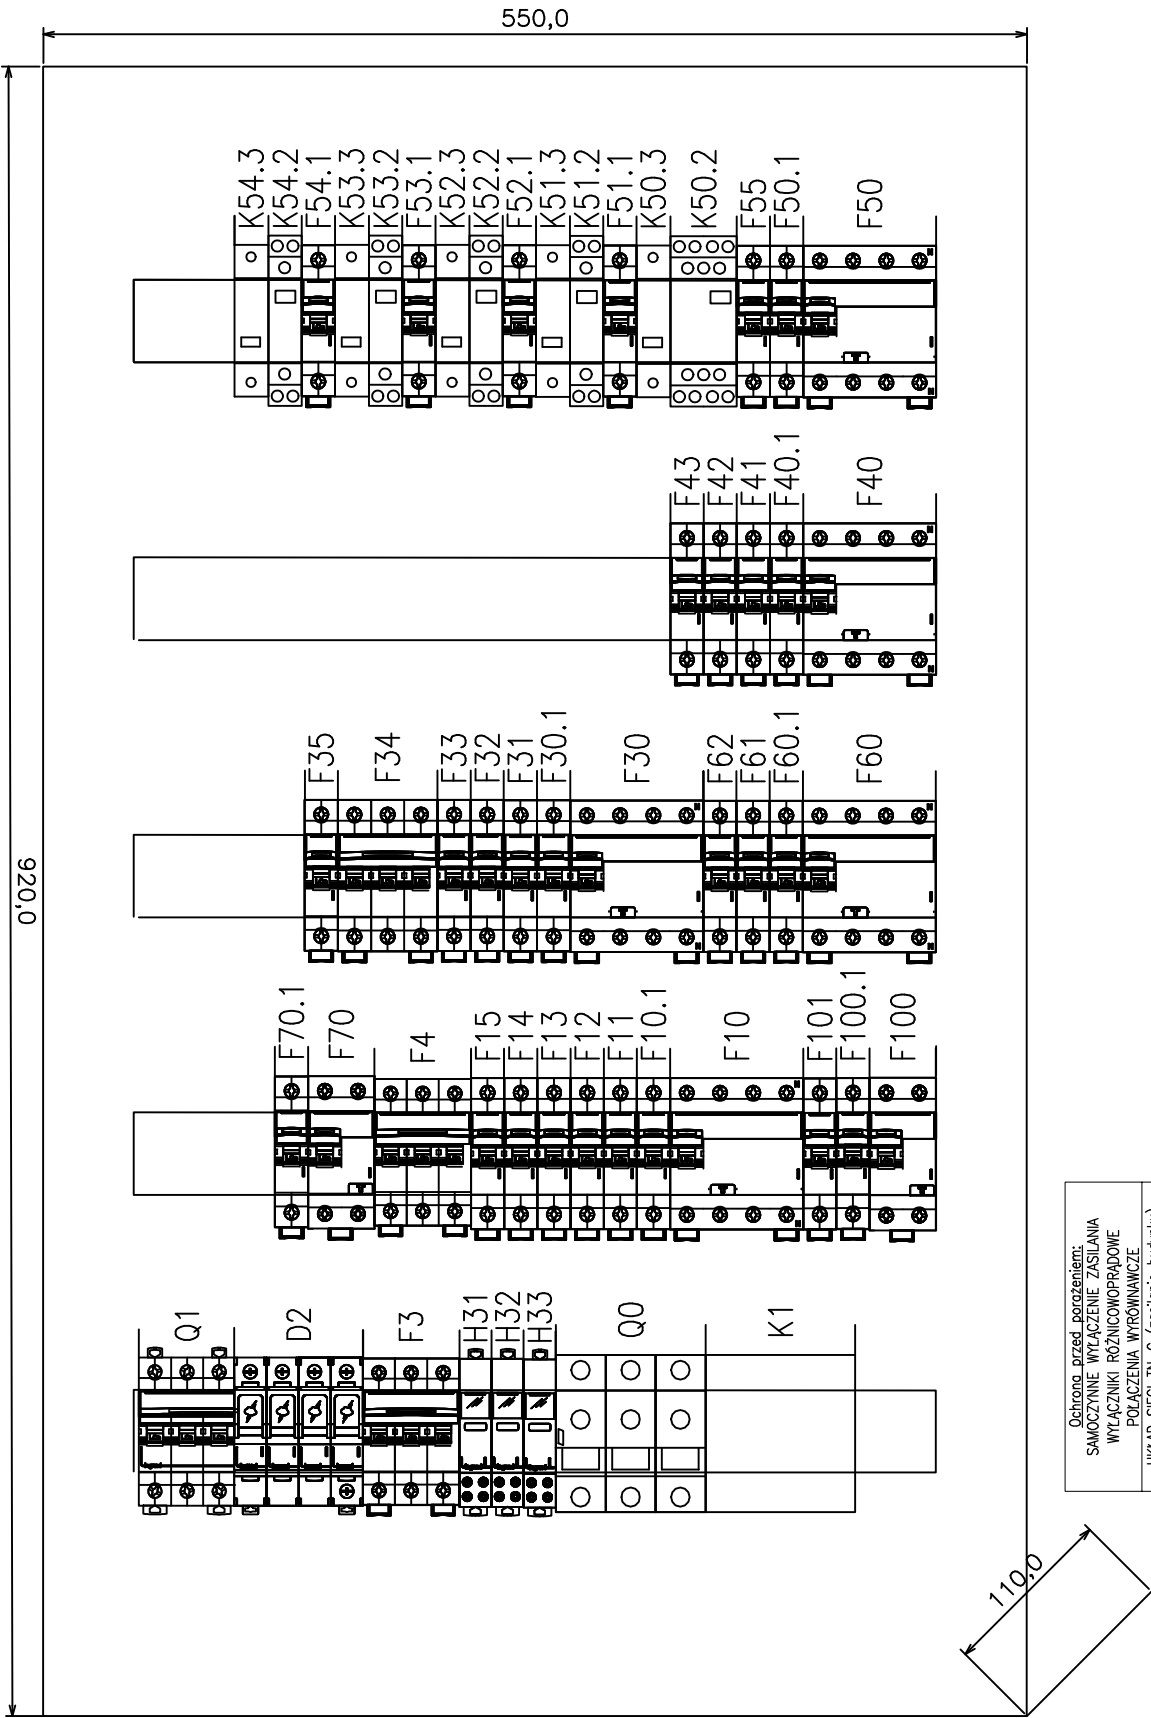 550,0
920,0
K54.3
K54.2
F54.1
K53.3
K53.2
F53.1
K52.3
K52.2
F52.1
K51.3
K51.2
F51.1
K50.3
K50.2
F55
F50.1
F50
F43
F42
F41
F40.1
F40
F35
F34
F33
F32
F31
F30.1
F30
F62
F61
F60.1
F60
F70.1
F70
F4
F15
F14
F13
F12
F11
F10.1
F10
F101
F100.1
F100
Q1
D2
F3
H31
H32
H33
Q0
K1
110,0
Ochrona przed porażeniem:
SAMOCZYNNE WYŁĄCZENIE ZASILANIA
WYŁĄCZNIKI RÓŻNICOWOPRĄDOWE
POŁĄCZENIA WYRÓWNAWCZE